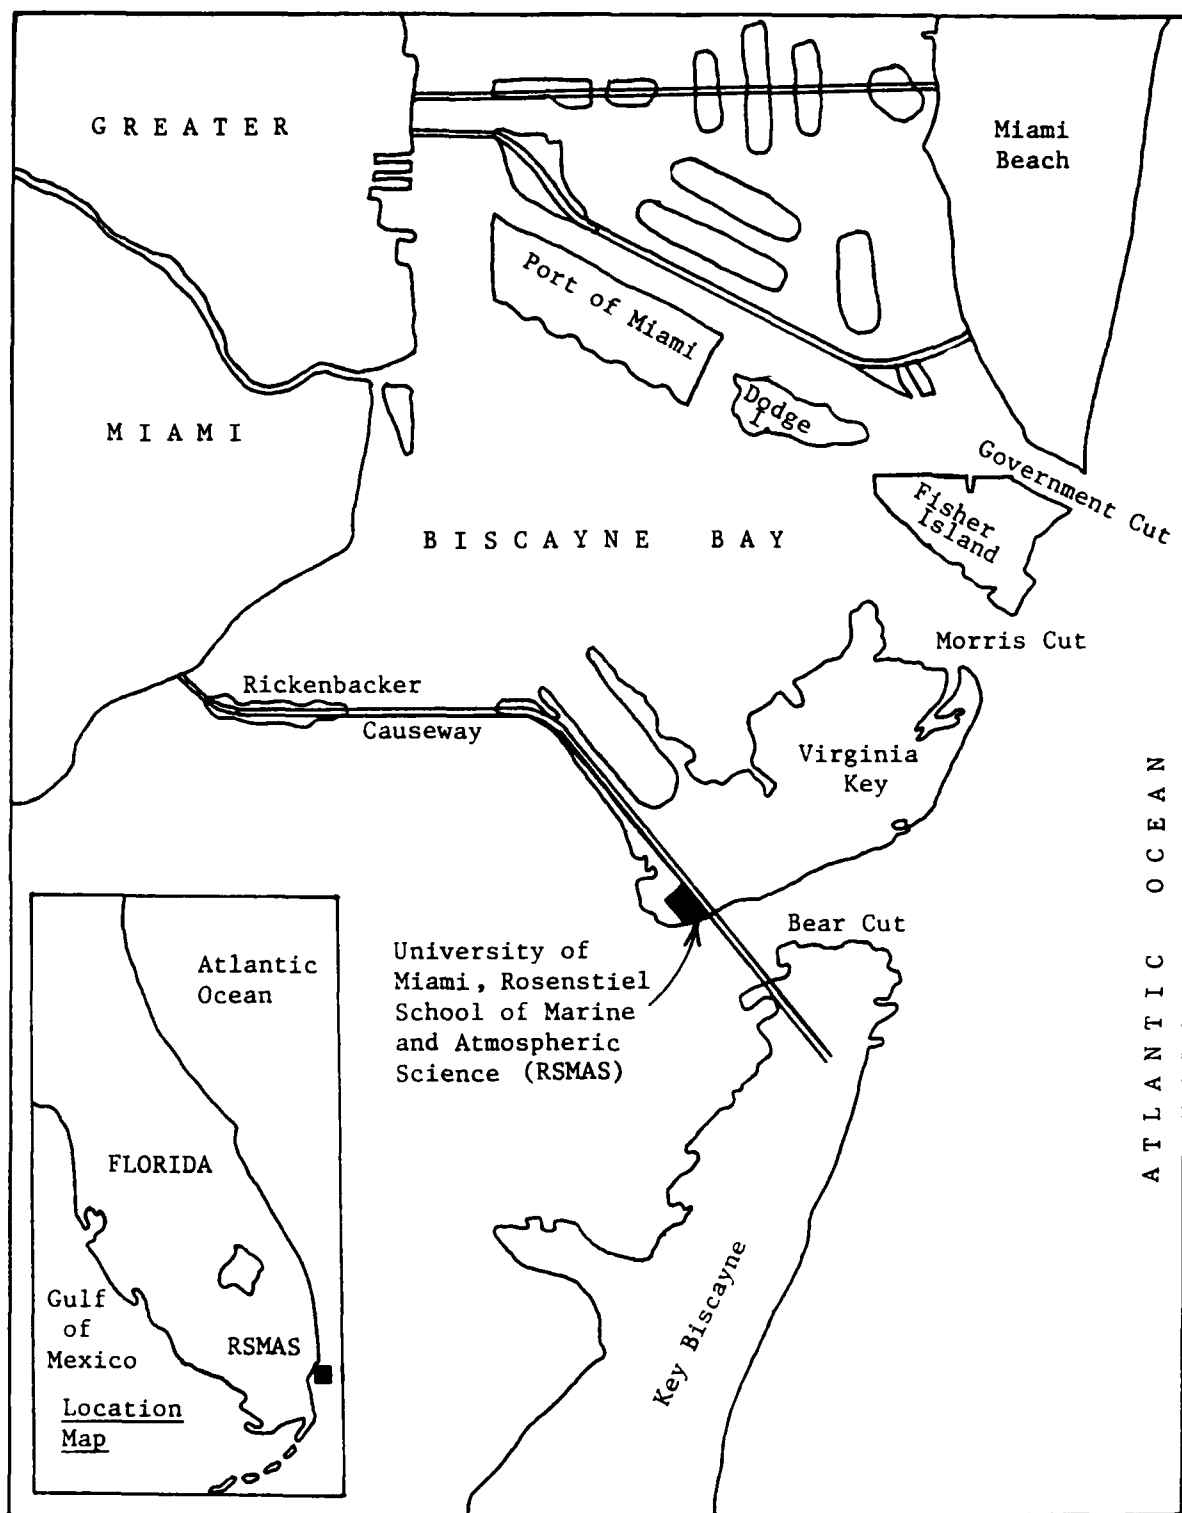 GREATER
Miami
Beach
Port of Miami
Dodge
I.
MIAMI
Government Cut
Fisher
Island
BISCAYNE BAY
Morris Cut
Rickenbacker
Causeway
Virginia
Key
ATLANTIC OCEAN
Bear Cut
University of
Miami, Rosenstiel
School of Marine
and Atmospheric
Science (RSMAS)
Key Biscayne
Atlantic
Ocean
FLORIDA
Gulf
of
Mexico
RSMAS
Location
Map